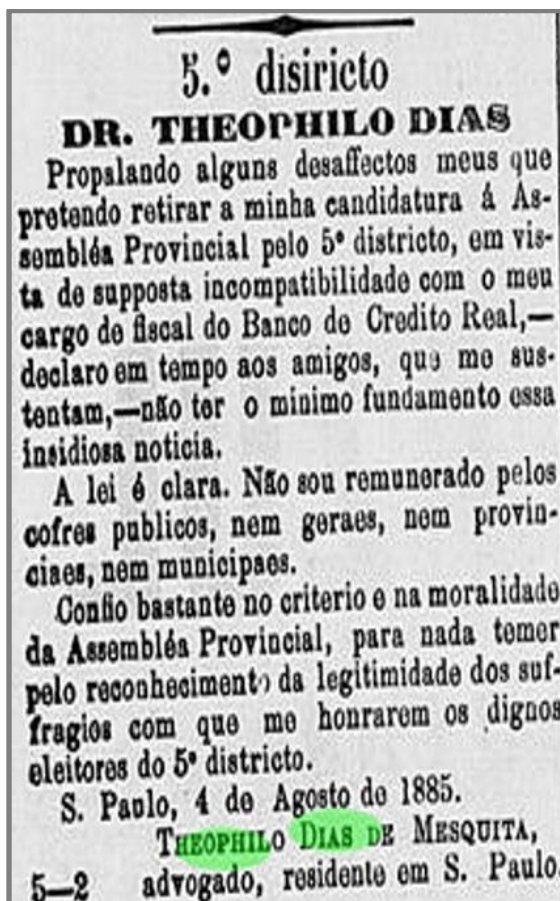 5.º disiricto
DR. THEOPHILO DIAS
Propalando alguns desaffectos meus que
pretendo retirar a minha candidatura á As-
sembléa Provincial pelo 5º districto, em vis-
ta de supposta incompatibilidade com o meu
cargo de fiscal do Banco de Credito Real,—
declaro em tempo aos amigos, que me sus-
tentam,—não ter o minimo fundamento essa
insidiosa noticia.
A lei é clara. Não sou remunerado pelos
cofres publicos, nem geraes, nem provin-
ciaes, nem municipaes.
Confio bastante no criterio e na moralidade
da Assembléa Provincial, para nada temer
pelo reconhecimento da legitimidade dos suf-
fragios com que me honrarem os dignos
eleitores do 5º districto.
S. Paulo, 4 de Agosto de 1885.
THEOPHILO DIAS DE MESQUITA,
5—2 advogado, residente em S. Paulo.